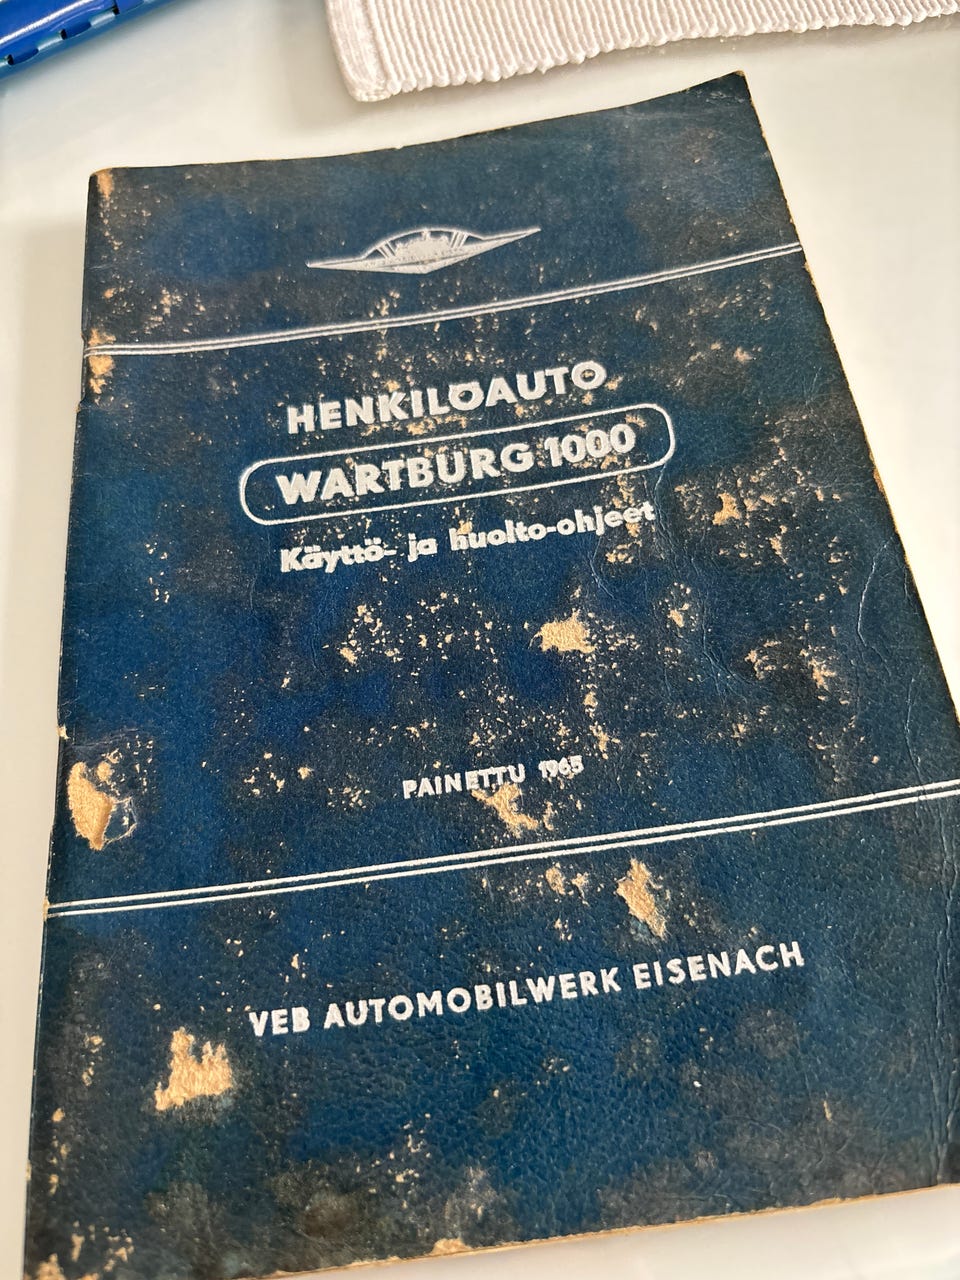 HENKILÖAUTO
WARTBURG 1000
Käyttö- ja huolto-ohjeet
PAINETTU 1965
VEB AUTOMOBILWERK EISENACH